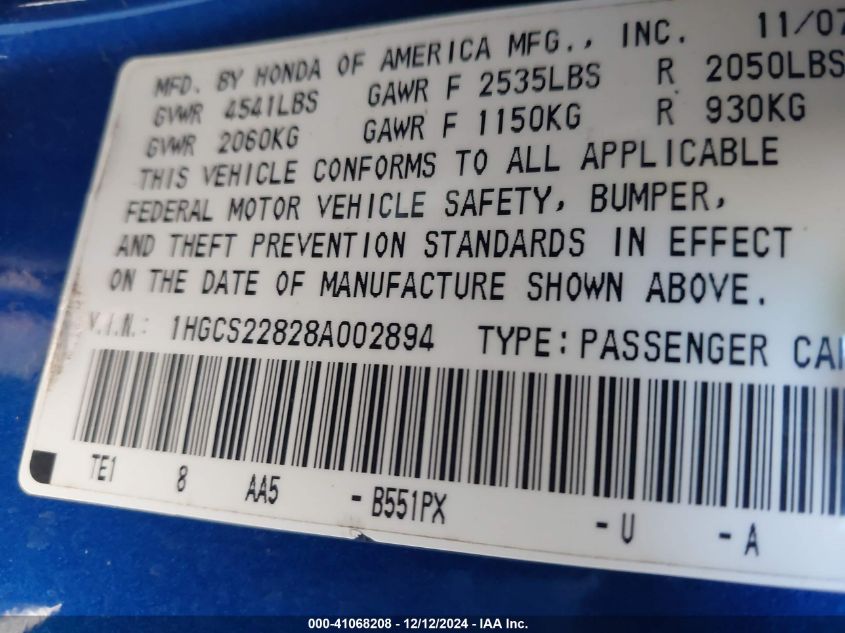 MFD. BY HONDA OF AMERICA MFG., INC. 11/07
GVWR 4541LBS GAWR F 2535LBS R 2050LBS
GVWR 2060KG GAWR F 1150KG R 930KG
THIS VEHICLE CONFORMS TO ALL APPLICABLE
FEDERAL MOTOR VEHICLE SAFETY, BUMPER,
AND THEFT PREVENTION STANDARDS IN EFFECT
ON THE DATE OF MANUFACTURE SHOWN ABOVE.
V.I.N.: 1HGCS22828A002894 TYPE: PASSENGER CAR
TE1 8 AA5 - B551PX - U - A
000-41068208 - 12/12/2024 - IAA Inc.